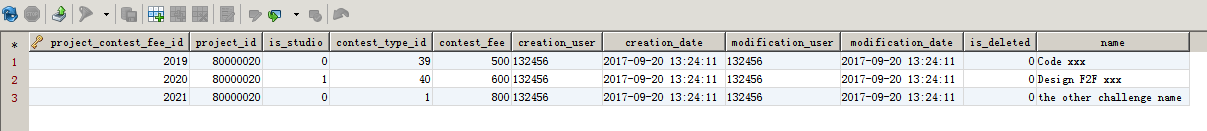 * project_contest_fee_id project_id is_studio contest_type_id contest_fee creation_user creation_date modification_user modification_date is_deleted name
1 2019 80000020 0 39 500 132456 2017-09-20 13:24:11 132456 2017-09-20 13:24:11 0 Code xxx
2 2020 80000020 1 40 600 132456 2017-09-20 13:24:11 132456 2017-09-20 13:24:11 0 Design F2F xxx
3 2021 80000020 0 1 800 132456 2017-09-20 13:24:11 132456 2017-09-20 13:24:11 0 the other challenge name